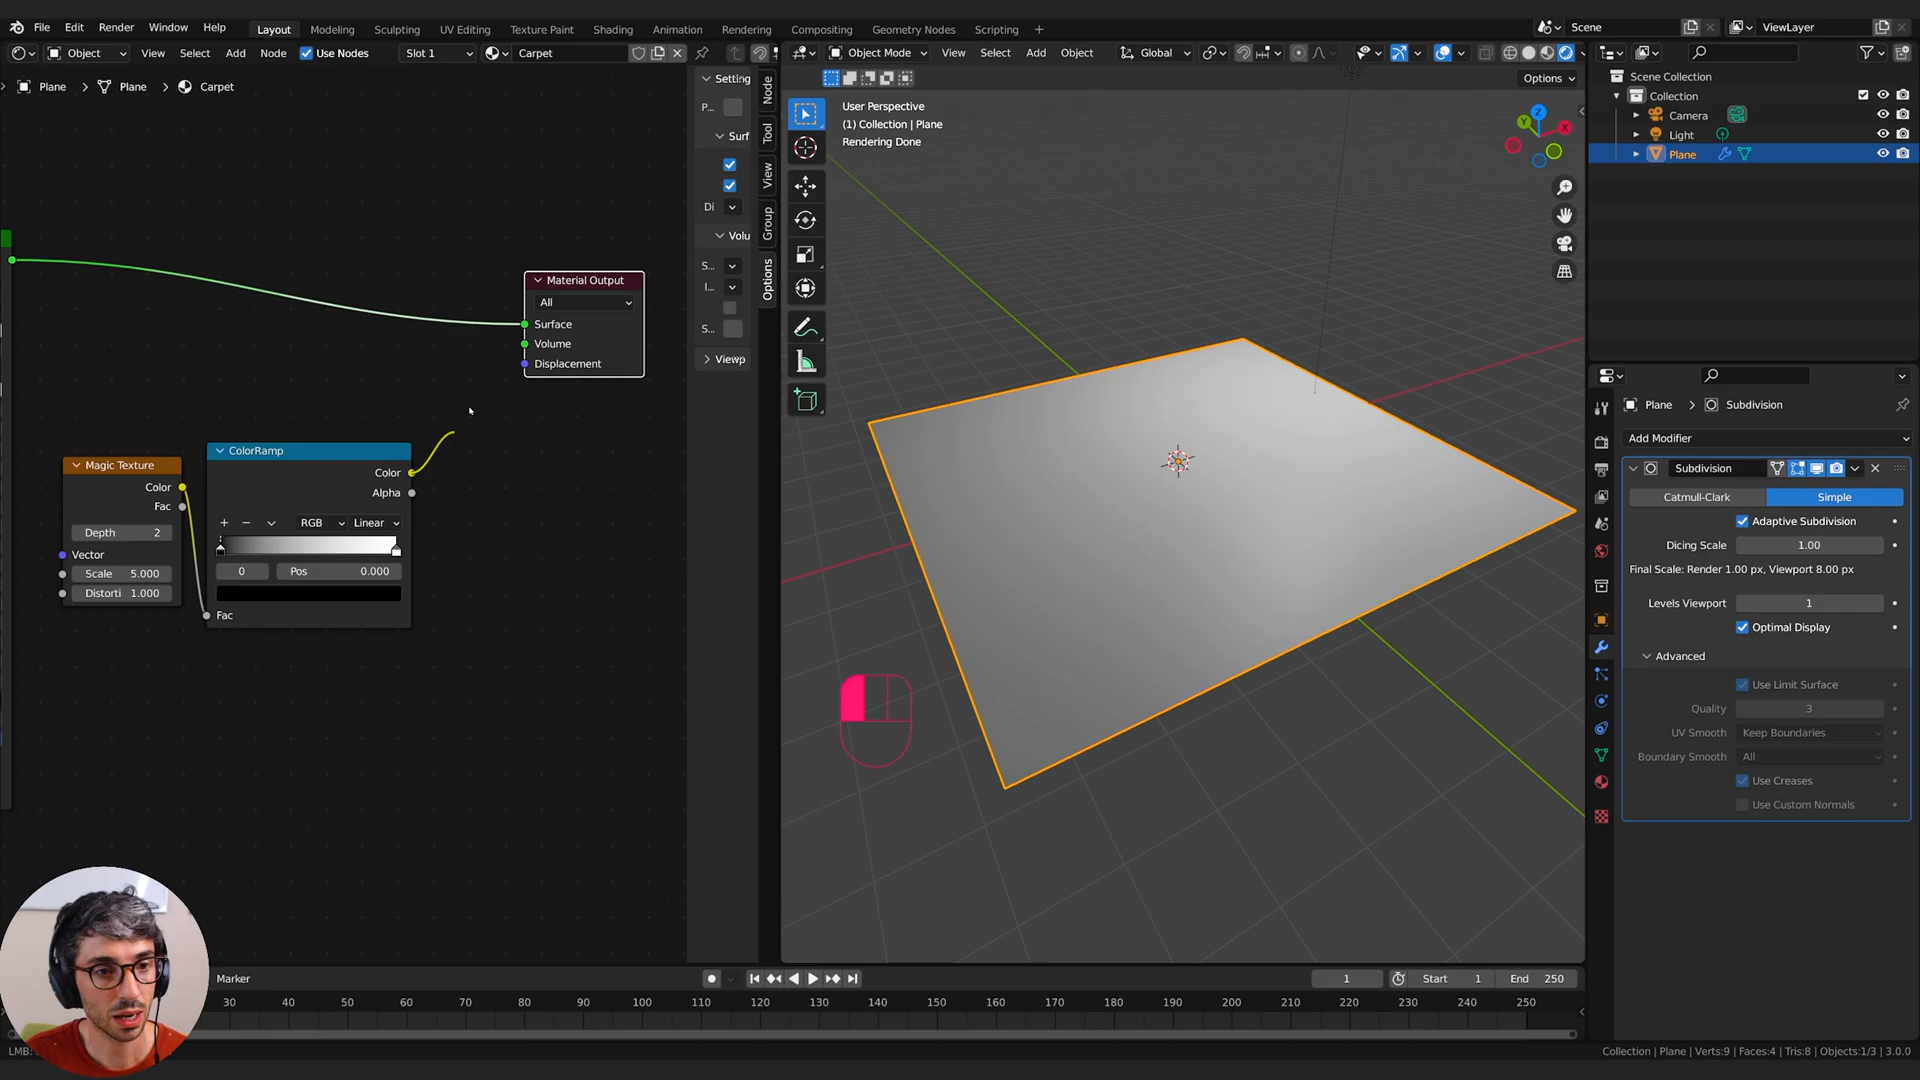 File Edit Render Window Help Layout Modeling Sculpting UV Editing Texture Paint Shading Animation Rendering Compositing Geometry Nodes Scripting + Scene ViewLayer
Object View Select Add Node Use Nodes Slot 1 Carpet
Object Mode View Select Add Object Global
Options
Plane > Plane > Carpet
Setting
P...
Surf
Di
Volu
S...
I...
S...
Viewp
Node
Tool
View
Group
Options
Material Output
All
Surface
Volume
Displacement
Magic Texture
Color
Fac
Depth 2
Vector
Scale 5.000
Distorti 1.000
ColorRamp
Color
Alpha
RGB Linear
0 Pos 0.000
Fac
User Perspective
(1) Collection | Plane
Rendering Done
Z
Y
X
Scene Collection
Collection
Camera
Light
Plane
Plane > Subdivision
Add Modifier
Subdivision
Catmull-Clark Simple
Adaptive Subdivision
Dicing Scale 1.00
Final Scale: Render 1.00 px, Viewport 8.00 px
Levels Viewport 1
Optimal Display
Advanced
Use Limit Surface
Quality 3
UV Smooth Keep Boundaries
Boundary Smooth All
Use Creases
Use Custom Normals
Marker
1 Start 1 End 250
30 40 50 60 70 80 90 100 110 120 130 140 150 160 170 180 190 200 210 220 230 240 250
LMB:
Collection | Plane | Verts:9 | Faces:4 | Tris:8 | Objects:1/3 | 3.0.0